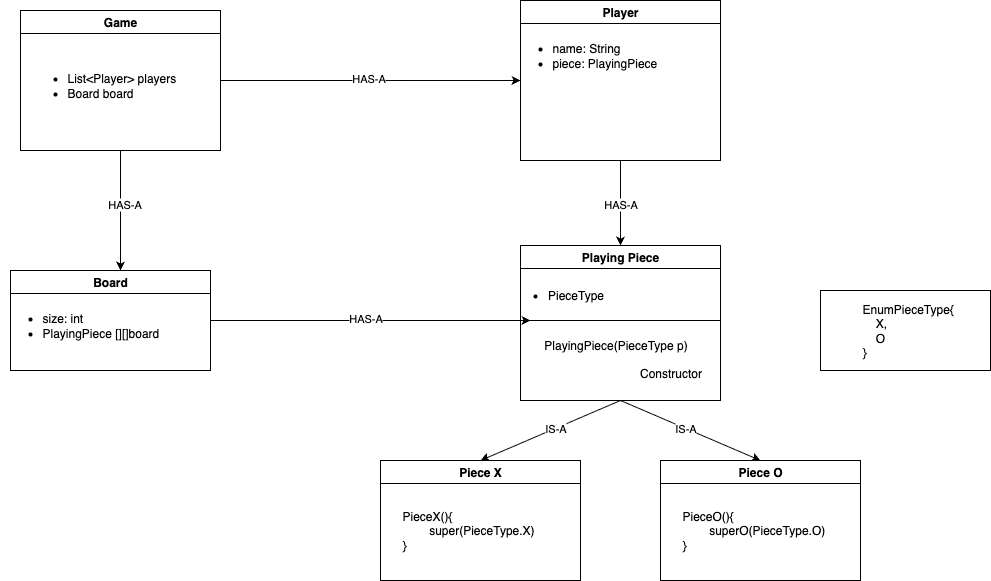 Game
List<Player> players
Board board
HAS-A
Player
name: String
piece: PlayingPiece
HAS-A
HAS-A
Board
size: int
PlayingPiece [][]board
HAS-A
Playing Piece
PieceType
PlayingPiece(PieceType p)
Constructor
EnumPieceType{
X,
O
}
IS-A
IS-A
Piece X
PieceX(){
super(PieceType.X)
}
Piece O
PieceO(){
superO(PieceType.O)
}